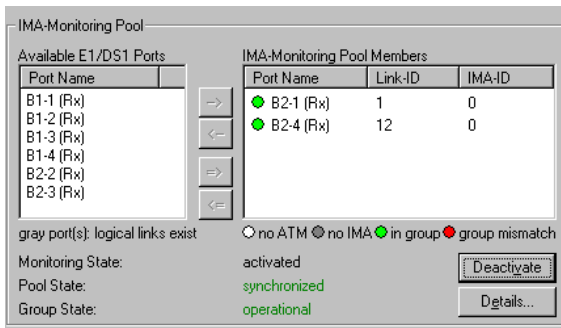 IMA-Monitoring Pool
Available E1/DS1 Ports
Port Name
B1-1 (Rx)
B1-2 (Rx)
B1-3 (Rx)
B1-4 (Rx)
B2-2 (Rx)
B2-3 (Rx)
->
<-
=>
<=
IMA-Monitoring Pool Members
Port Name Link-ID IMA-ID
B2-1 (Rx) 1 0
B2-4 (Rx) 12 0
gray port(s): logical links exist
no ATM no IMA in group group mismatch
Monitoring State: activated
Deactivate
Pool State: synchronized
Group State: operational
Details...